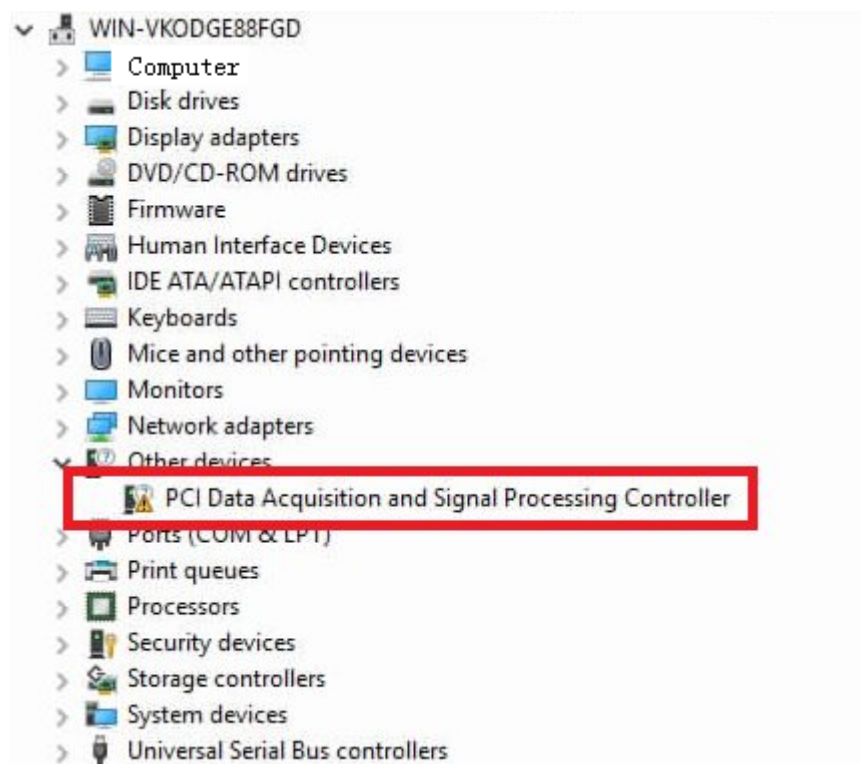 WIN-VKODGE88FGD
Computer
Disk drives
Display adapters
DVD/CD-ROM drives
Firmware
Human Interface Devices
IDE ATA/ATAPI controllers
Keyboards
Mice and other pointing devices
Monitors
Network adapters
Other devices
PCI Data Acquisition and Signal Processing Controller
Ports (COM & LPT)
Print queues
Processors
Security devices
Storage controllers
System devices
Universal Serial Bus controllers